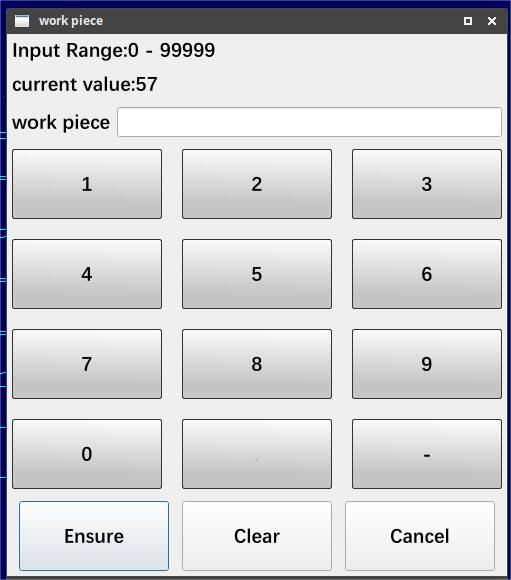 work piece
Input Range:0 - 99999
current value:57
work piece
1 2 3
4 5 6
7 8 9
0 . -
Ensure Clear Cancel